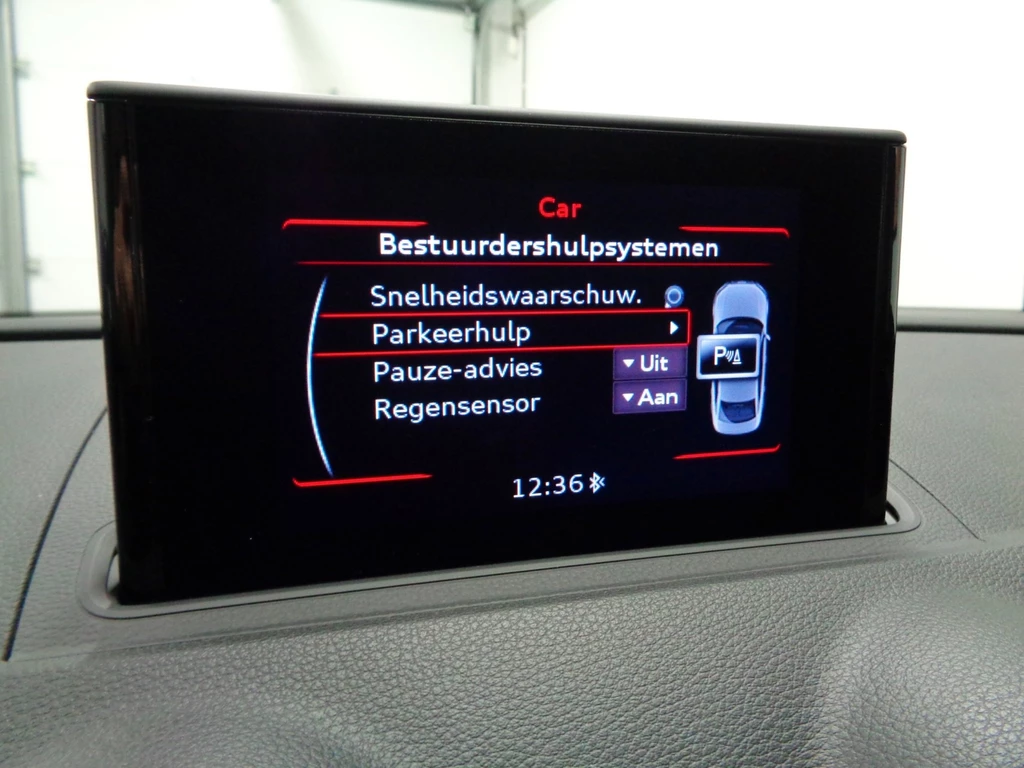 Car
Bestuurdershulpsystemen
Snelheidswaarschuw.
Parkeerhulp
P
Pauze-advies Uit
Regensensor Aan
12:36